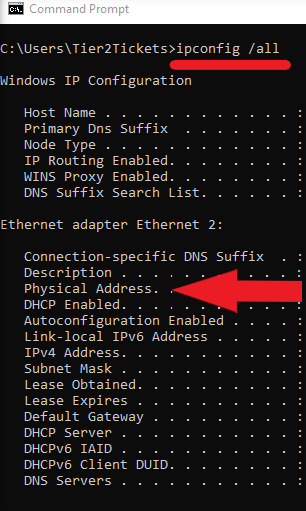 Command Prompt
C:\Users\Tier2Tickets>ipconfig /all
Windows IP Configuration
Host Name . . . . . . . . . . . . :
Primary Dns Suffix  . . . . . . . :
Node Type . . . . . . . . . . . . :
IP Routing Enabled. . . . . . . . :
WINS Proxy Enabled. . . . . . . . :
DNS Suffix Search List. . . . . . :
Ethernet adapter Ethernet 2:
Connection-specific DNS Suffix  . :
Description . . . . . . . . . . . :
Physical Address. .
DHCP Enabled. . . . . . . . . . . :
Autoconfiguration Enabled . . . . :
Link-local IPv6 Address . . . . . :
IPv4 Address. . . . . . . . . . . :
Subnet Mask . . . . . . . . . . . :
Lease Obtained. . . . . . . . . . :
Lease Expires . . . . . . . . . . :
Default Gateway . . . . . . . . . :
DHCP Server . . . . . . . . . . . :
DHCPv6 IAID . . . . . . . . . . . :
DHCPv6 Client DUID. . . . . . . . :
DNS Servers . . . . . . . . . . . :